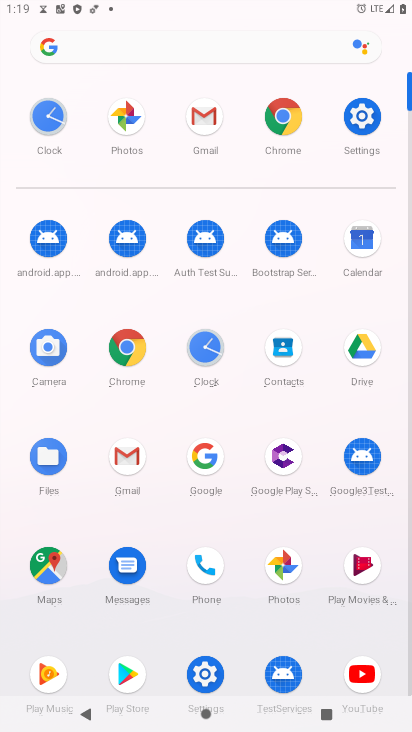 1:19
LTE
Clock
Photos
Gmail
Chrome
Settings
android.app....
android.app....
Auth Test Su...
Bootstrap Ser...
Calendar
Camera
Chrome
Clock
Contacts
Drive
Files
Gmail
Google
Google Play S...
Google3Test...
Maps
Messages
Phone
Photos
Play Movies &...
Play Music
Play Store
Settings
TestServices
YouTube